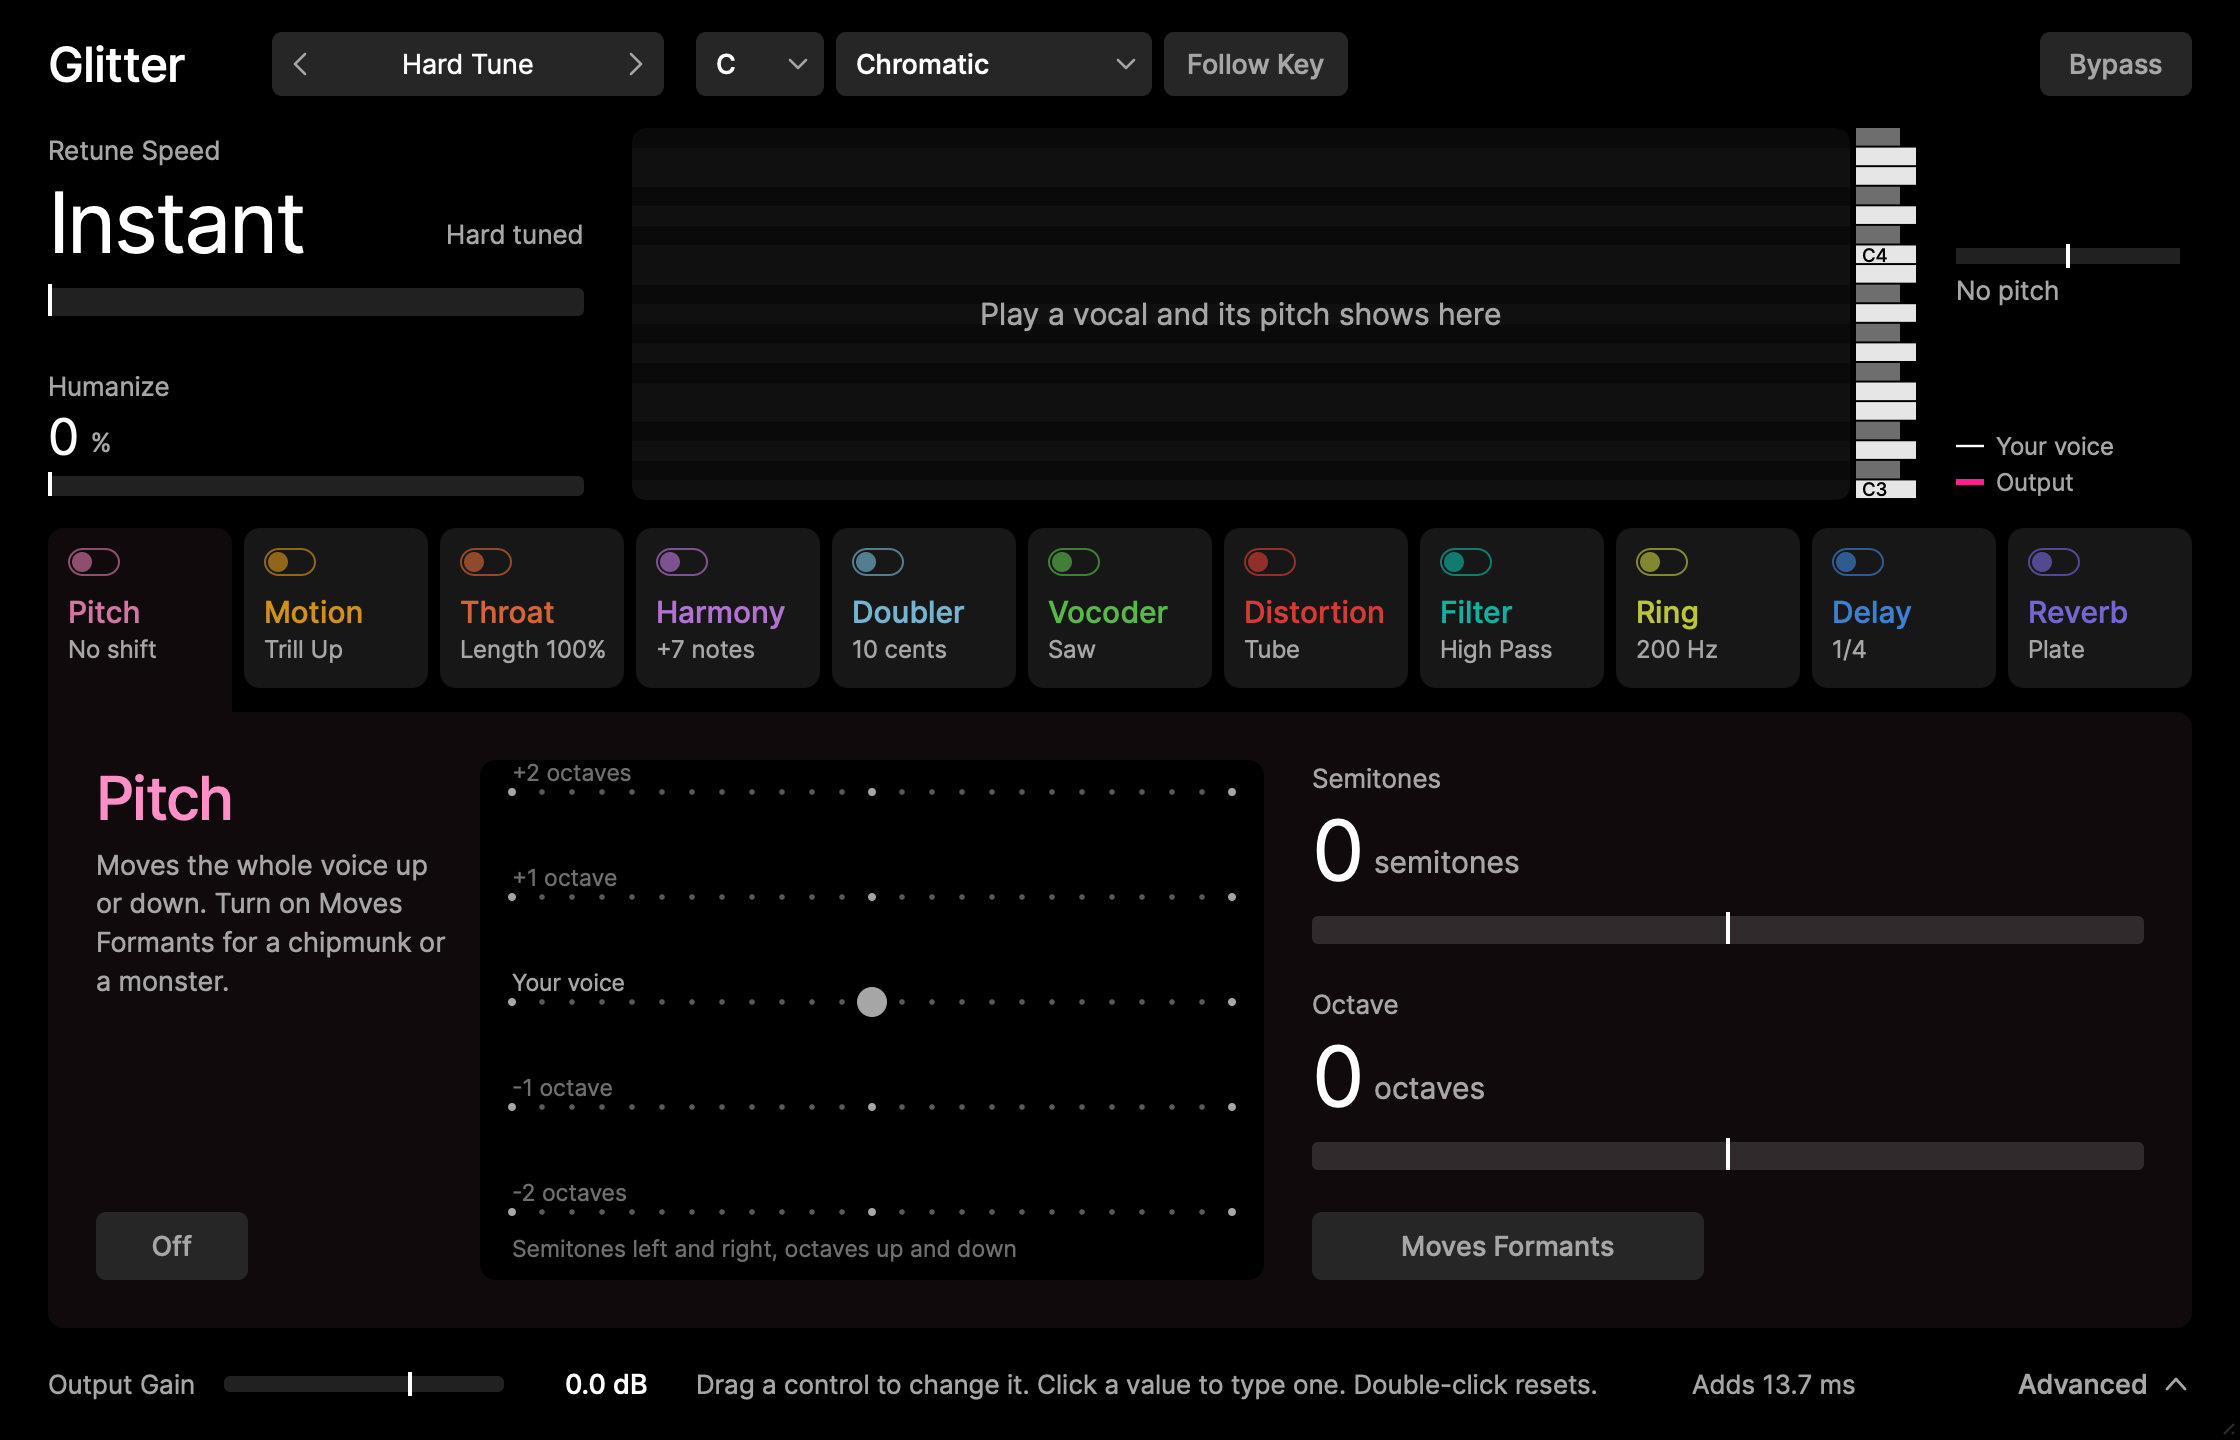 Glitter
Hard Tune
C
Chromatic
Follow Key
Bypass
Retune Speed
Instant
Hard tuned
Humanize
0 %
Play a vocal and its pitch shows here
C4
C3
No pitch
Your voice
Output
Pitch
No shift
Motion
Trill Up
Throat
Length 100%
Harmony
+7 notes
Doubler
10 cents
Vocoder
Saw
Distortion
Tube
Filter
High Pass
Ring
200 Hz
Delay
1/4
Reverb
Plate
Pitch
Moves the whole voice up
or down. Turn on Moves
Formants for a chipmunk or
a monster.
Off
+2 octaves
+1 octave
Your voice
-1 octave
-2 octaves
Semitones left and right, octaves up and down
Semitones
0 semitones
Octave
0 octaves
Moves Formants
Output Gain
0.0 dB
Drag a control to change it. Click a value to type one. Double-click resets.
Adds 13.7 ms
Advanced